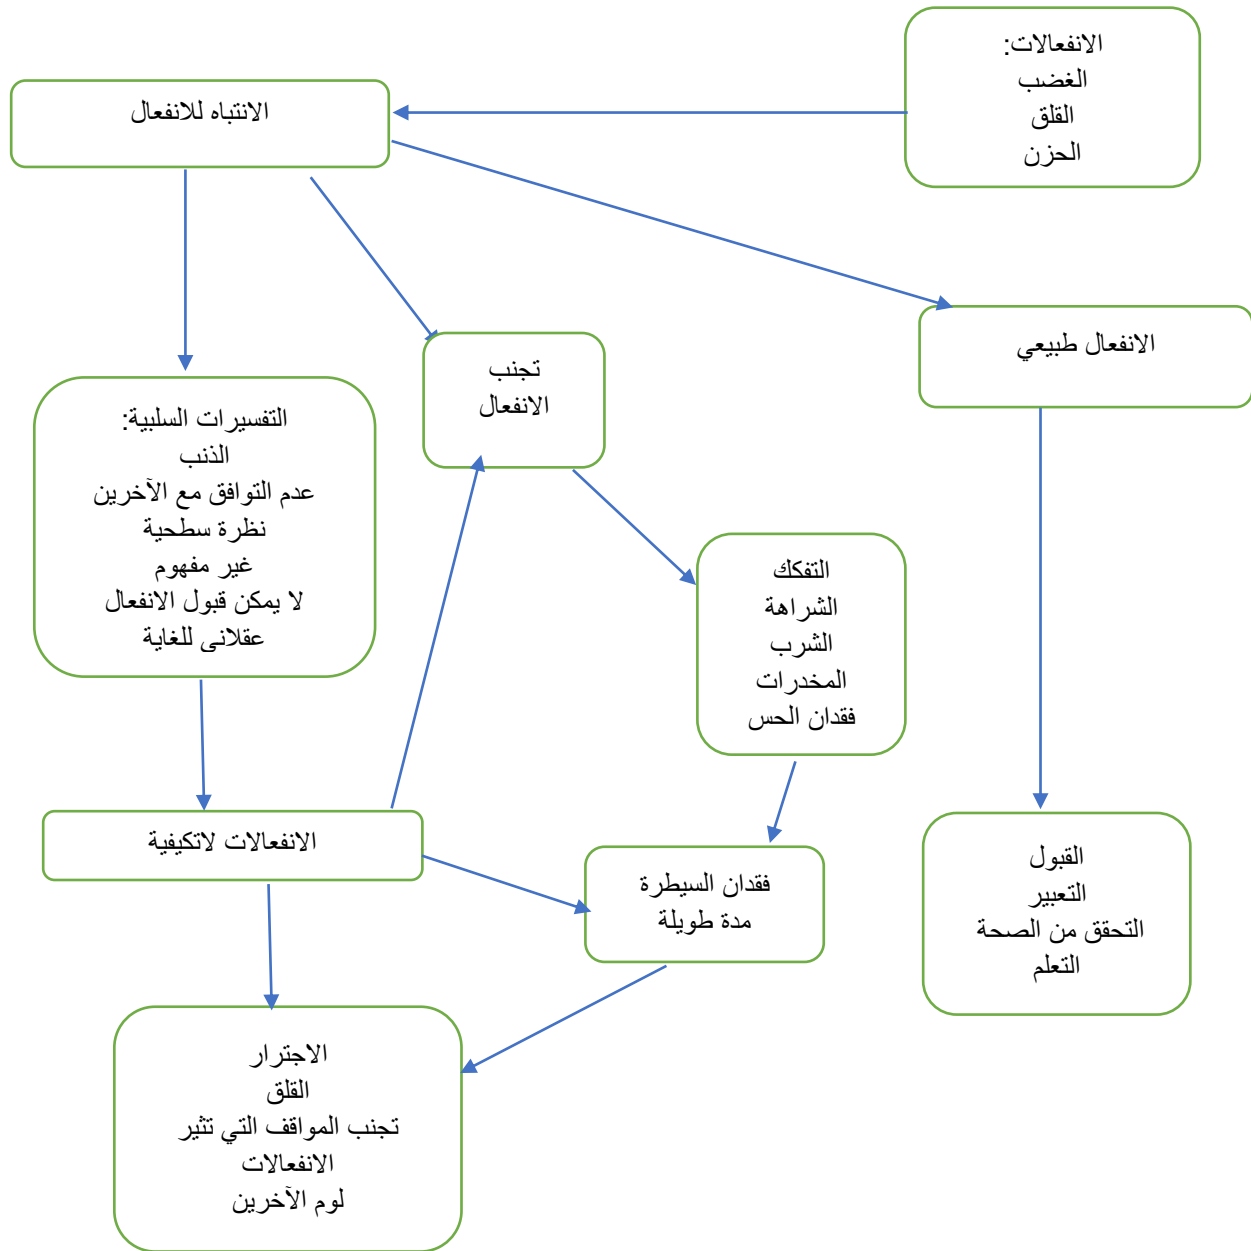 الانفعالات:
الغضب
القلق
الحزن
الانتباه للانفعال
الانفعال طبيعي
تجنب
الانفعال
التفسيرات السلبية:
الذنب
عدم التوافق مع الآخرين
نظرة سطحية
غير مفهوم
لا يمكن قبول الانفعال
عقلانى للغاية
التفكك
الشراهة
الشرب
المخدرات
فقدان الحس
الانفعالات لاتكيفية
فقدان السيطرة
مدة طويلة
القبول
التعبير
التحقق من الصحة
التعلم
الاجترار
القلق
تجنب المواقف التي تثير
الانفعالات
لوم الآخرين